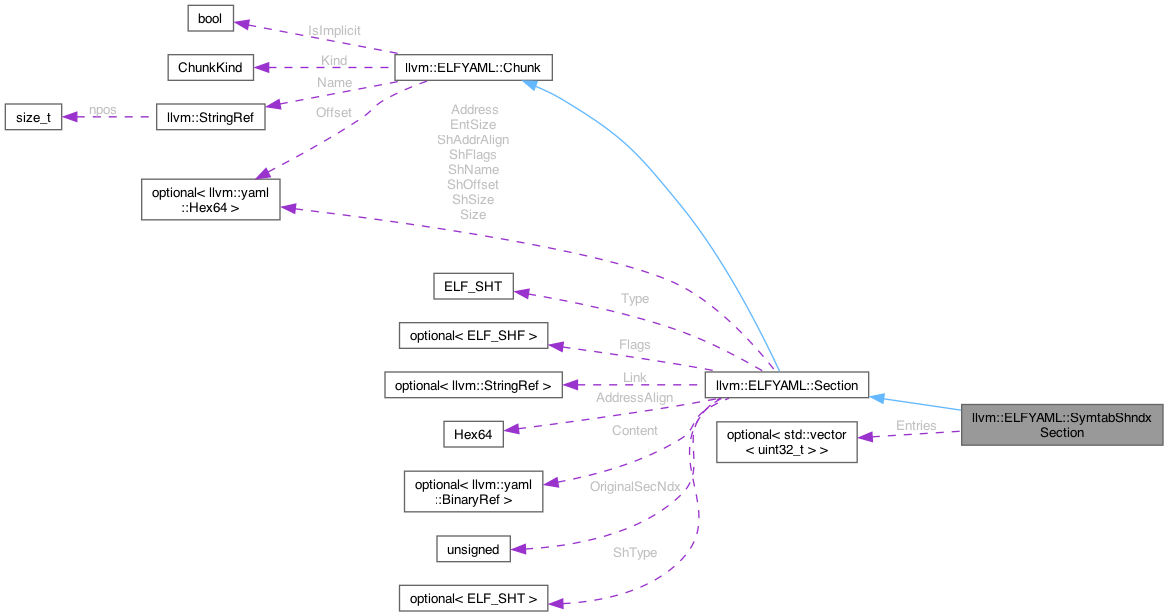 bool
IsImplicit
ChunkKind
Kind
llvm::ELFYAML::Chunk
Name
size_t
npos
llvm::StringRef
Offset
Address
EntSize
ShAddrAlign
ShFlags
ShName
ShOffset
ShSize
Size
optional< llvm::yaml
::Hex64 >
ELF_SHT
Type
optional< ELF_SHF >
Flags
optional< llvm::StringRef >
Link
llvm::ELFYAML::Section
AddressAlign
Hex64
Content
optional< std::vector
< uint32_t > >
Entries
llvm::ELFYAML::SymtabShndx
Section
optional< llvm::yaml
::BinaryRef >
OriginalSecNdx
unsigned
ShType
optional< ELF_SHT >